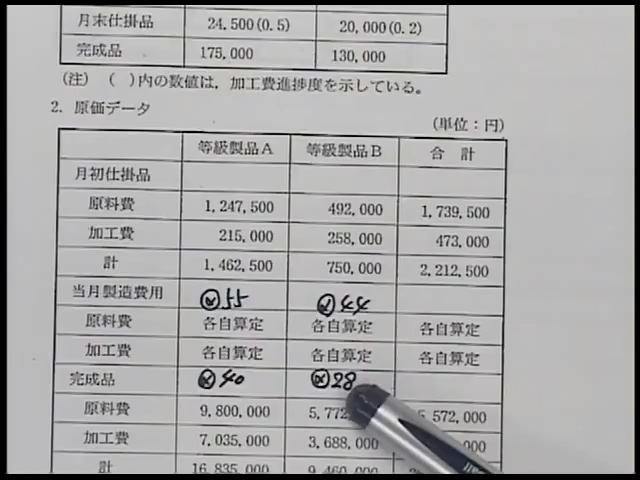 月末仕掛品 24,500(0.5) 20,000(0.2)
完成品 175,000 130,000
(注) ( )内の数値は,加工費進捗度を示している。
2. 原価データ
(単位:円)
等級製品A 等級製品B 合 計
月初仕掛品
原料費 1,247,500 492,000 1,739,500
加工費 215,000 258,000 473,000
計 1,462,500 750,000 2,212,500
当月製造費用 55 44
原料費 各自算定 各自算定 各自算定
加工費 各自算定 各自算定 各自算定
完成品 40 28
原料費 9,800,000 5,772 5,572,000
加工費 7,035,000 3,688,000
計 16,835,000 9,460,000